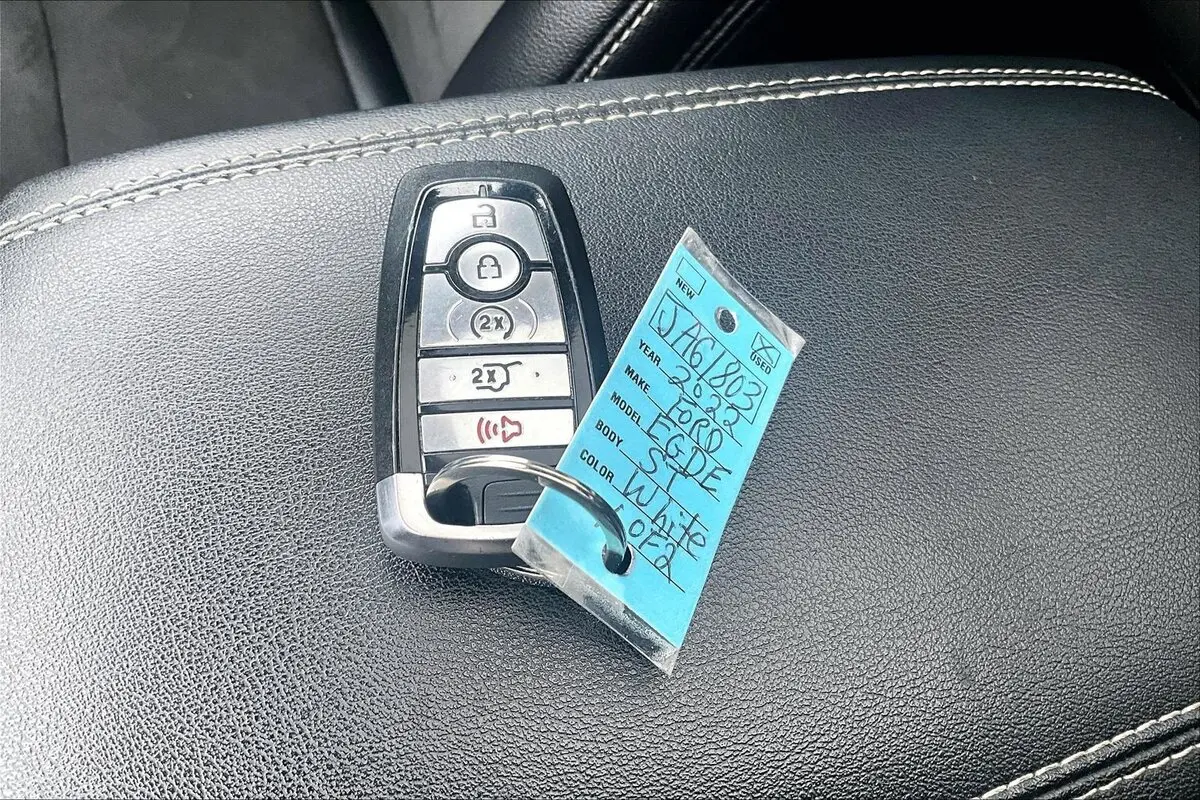 2X
2X
NEW
USED
JA61803
YEAR 2022
MAKE FORD
MODEL EGDE
BODY ST
COLOR White
1 OF 2